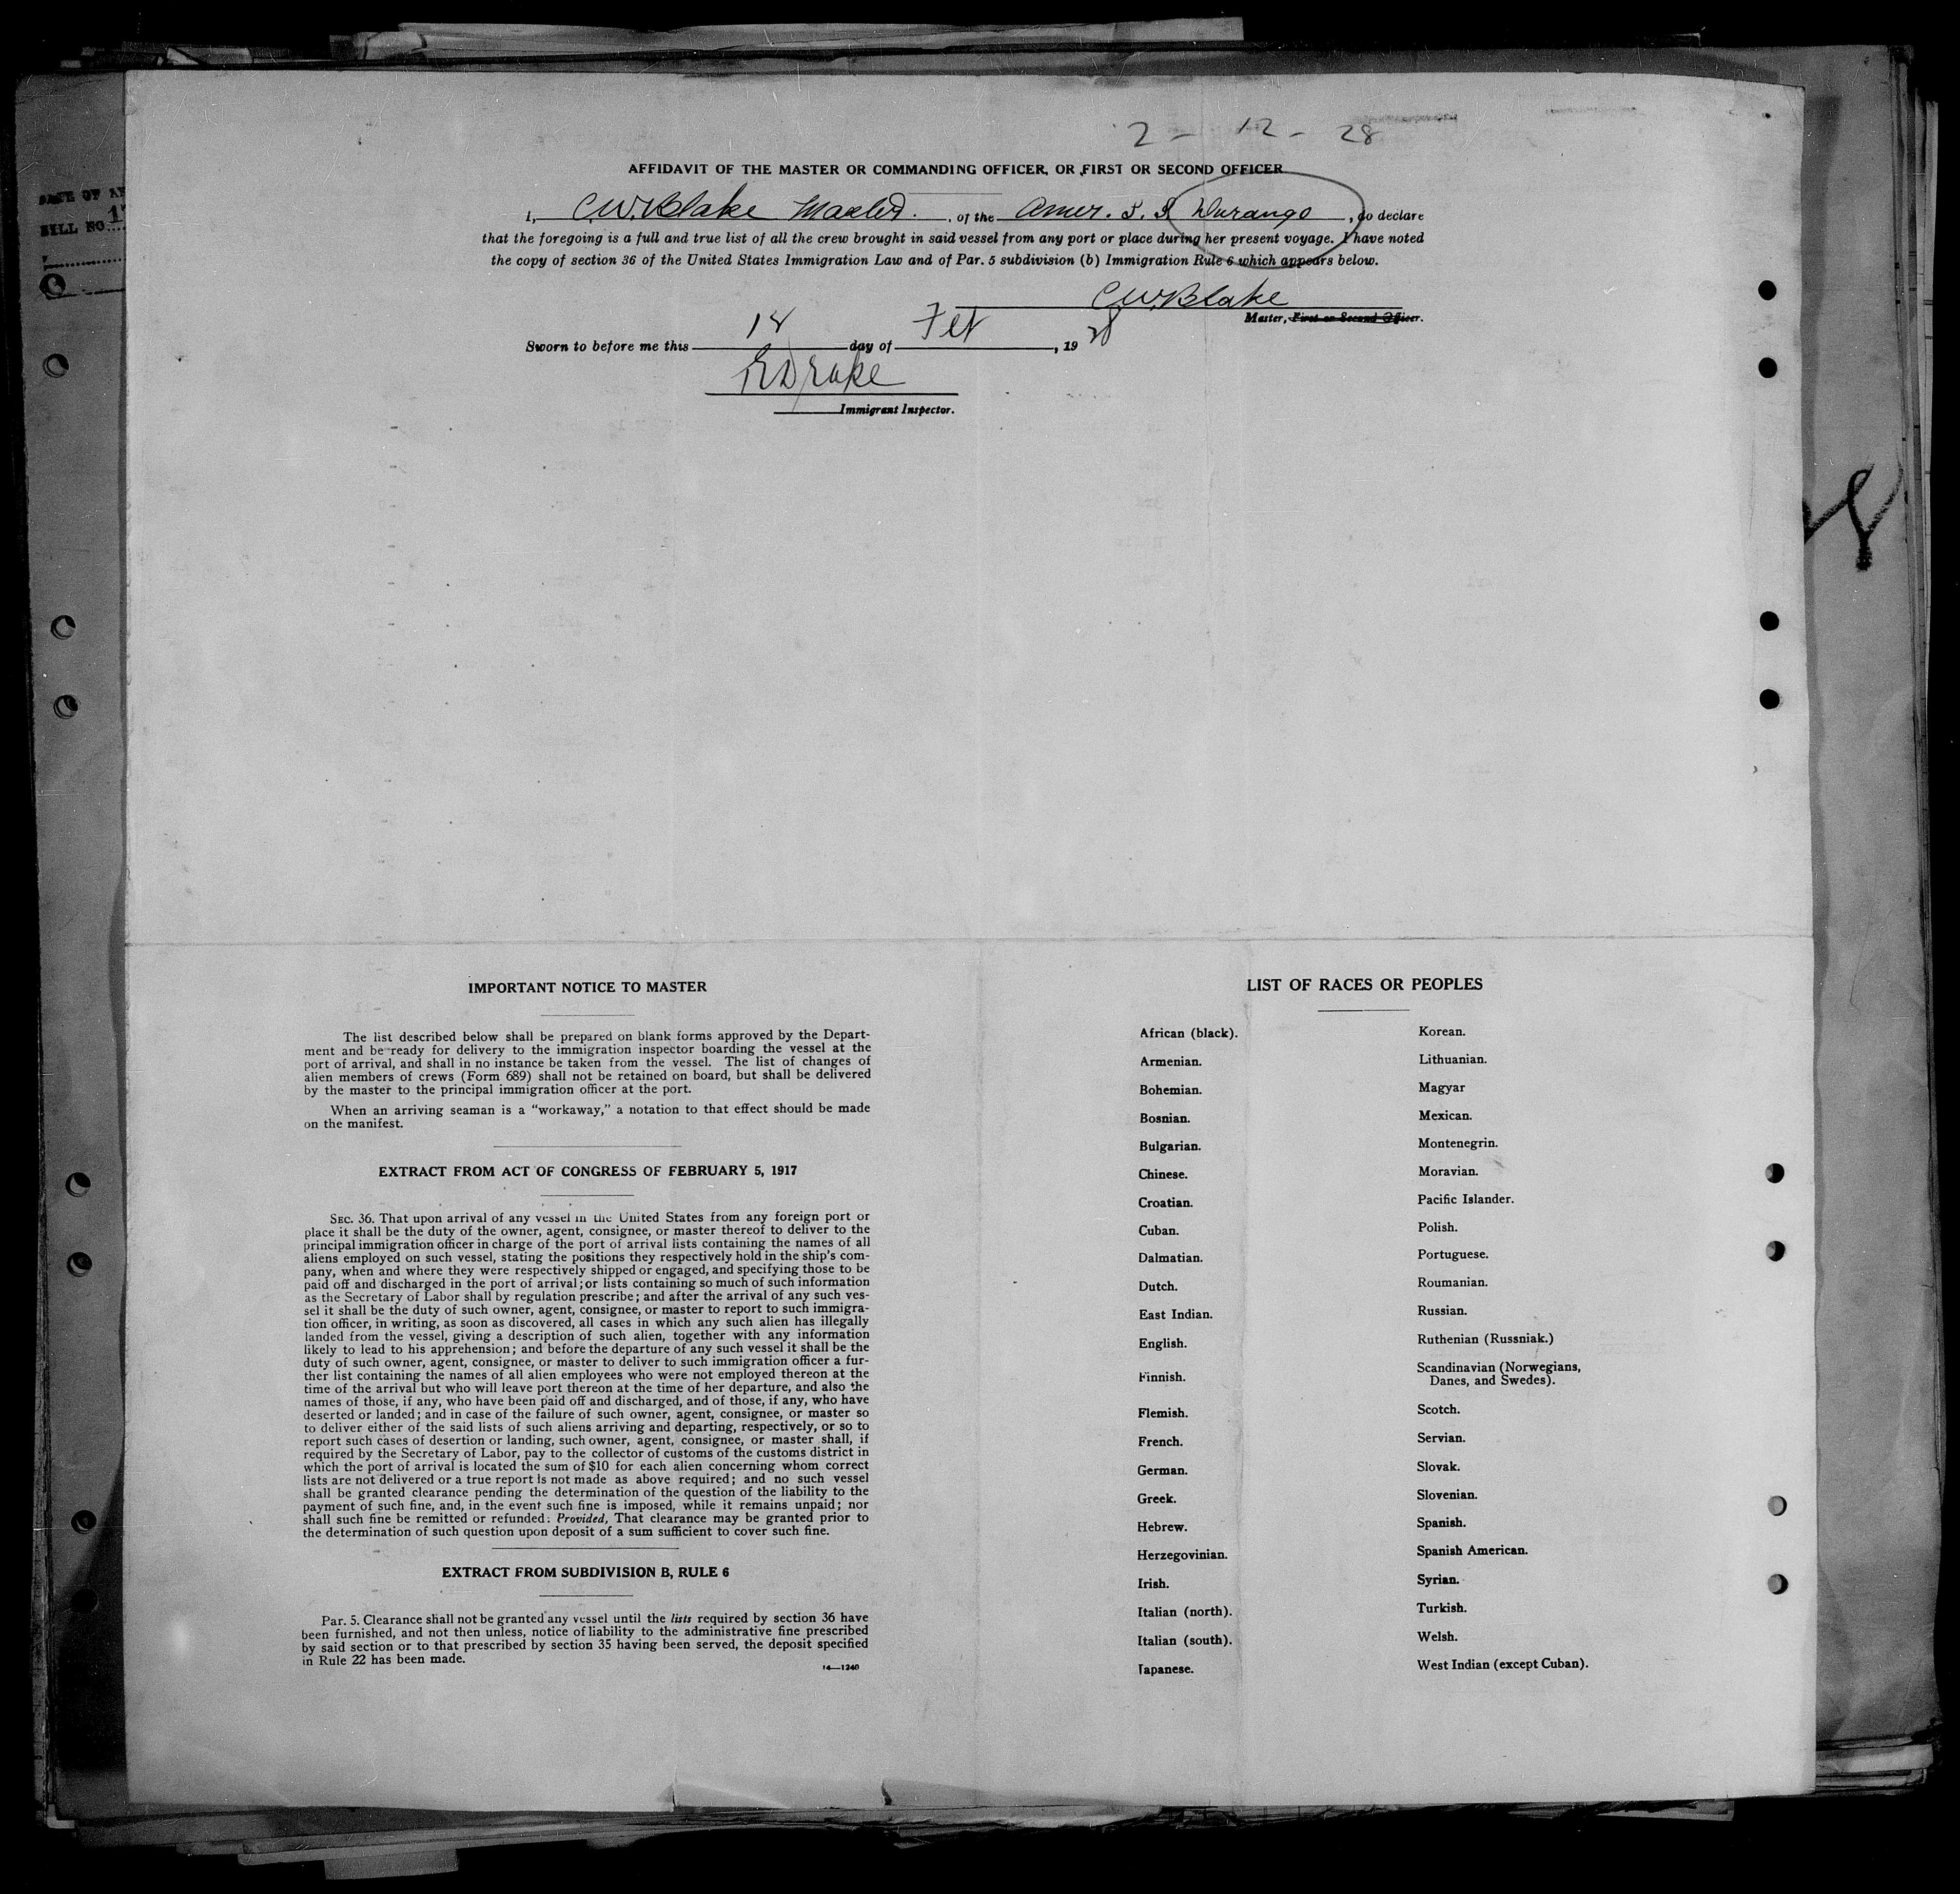 2 - 12 - 28
AFFIDAVIT OF THE MASTER OR COMMANDING OFFICER, OR FIRST OR SECOND OFFICER
I, C.W. Blake Master. , of the Amer. S. S. Durango , do declare
that the foregoing is a full and true list of all the crew brought in said vessel from any port or place during her present voyage. I have noted
the copy of section 36 of the United States Immigration Law and of Par. 5 subdivision (b) Immigration Rule 6 which appears below.
C.W. Blake
Master, First or Second Officer.
Sworn to before me this day of Feb , 19 28
Drake
Immigrant Inspector.
DATE OF
BILL NO
IMPORTANT NOTICE TO MASTER
The list described below shall be prepared on blank forms approved by the Depart-
ment and be ready for delivery to the immigration inspector boarding the vessel at the
port of arrival, and shall in no instance be taken from the vessel. The list of changes of
alien members of crews (Form 689) shall not be retained on board, but shall be delivered
by the master to the principal immigration officer at the port.
When an arriving seaman is a "workaway," a notation to that effect should be made
on the manifest.
EXTRACT FROM ACT OF CONGRESS OF FEBRUARY 5, 1917
SEC. 36. That upon arrival of any vessel in the United States from any foreign port or
place it shall be the duty of the owner, agent, consignee, or master thereof to deliver to the
principal immigration officer in charge of the port of arrival lists containing the names of all
aliens employed on such vessel, stating the positions they respectively hold in the ship's com-
pany, when and where they were respectively shipped or engaged, and specifying those to be
paid off and discharged in the port of arrival; or lists containing so much of such information
as the Secretary of Labor shall by regulation prescribe; and after the arrival of any such ves-
sel it shall be the duty of such owner, agent, consignee, or master to report to such immigra-
tion officer, in writing, as soon as discovered, all cases in which any such alien has illegally
landed from the vessel, giving a description of such alien, together with any information
likely to lead to his apprehension; and before the departure of any such vessel it shall be the
duty of such owner, agent, consignee, or master to deliver to such immigration officer a fur-
ther list containing the names of all alien employees who were not employed thereon at the
time of the arrival but who will leave port thereon at the time of her departure, and also the
names of those, if any, who have been paid off and discharged, and of those, if any, who have
deserted or landed; and in case of the failure of such owner, agent, consignee, or master so
to deliver either of the said lists of such aliens arriving and departing, respectively, or so to
report such cases of desertion or landing, such owner, agent, consignee, or master shall, if
required by the Secretary of Labor, pay to the collector of customs of the customs district in
which the port of arrival is located the sum of $10 for each alien concerning whom correct
lists are not delivered or a true report is not made as above required; and no such vessel
shall be granted clearance pending the determination of the question of the liability to the
payment of such fine, and, in the event such fine is imposed, while it remains unpaid; nor
shall such fine be remitted or refunded: Provided, That clearance may be granted prior to
the determination of such question upon deposit of a sum sufficient to cover such fine.
EXTRACT FROM SUBDIVISION B, RULE 6
Par. 5. Clearance shall not be granted any vessel until the lists required by section 36 have
been furnished, and not then unless, notice of liability to the administrative fine prescribed
by said section or to that prescribed by section 35 having been served, the deposit specified
in Rule 22 has been made.
14—1240
LIST OF RACES OR PEOPLES
African (black).
Armenian.
Bohemian.
Bosnian.
Bulgarian.
Chinese.
Croatian.
Cuban.
Dalmatian.
Dutch.
East Indian.
English.
Finnish.
Flemish.
French.
German.
Greek.
Hebrew.
Herzegovinian.
Irish.
Italian (north).
Italian (south).
Japanese.
Korean.
Lithuanian.
Magyar
Mexican.
Montenegrin.
Moravian.
Pacific Islander.
Polish.
Portuguese.
Roumanian.
Russian.
Ruthenian (Russniak.)
Scandinavian (Norwegians,
Danes, and Swedes).
Scotch.
Servian.
Slovak.
Slovenian.
Spanish.
Spanish American.
Syrian.
Turkish.
Welsh.
West Indian (except Cuban).